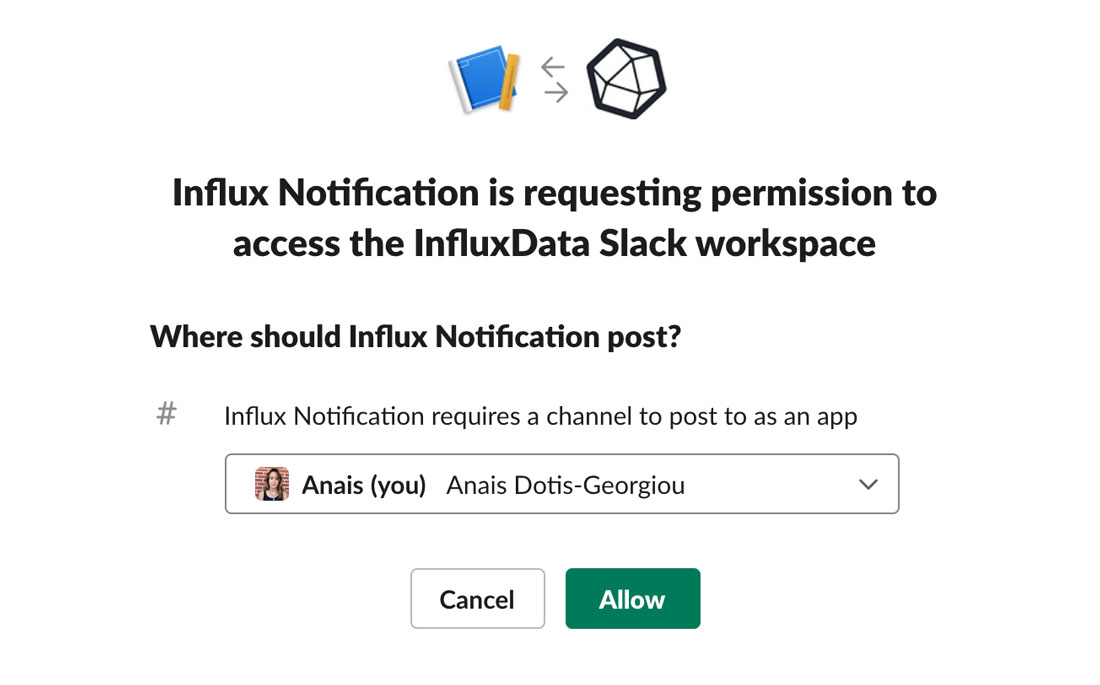 Influx Notification is requesting permission to
access the InfluxData Slack workspace
Where should Influx Notification post?
# Influx Notification requires a channel to post to as an app
Anais (you) Anais Dotis-Georgiou
Cancel Allow